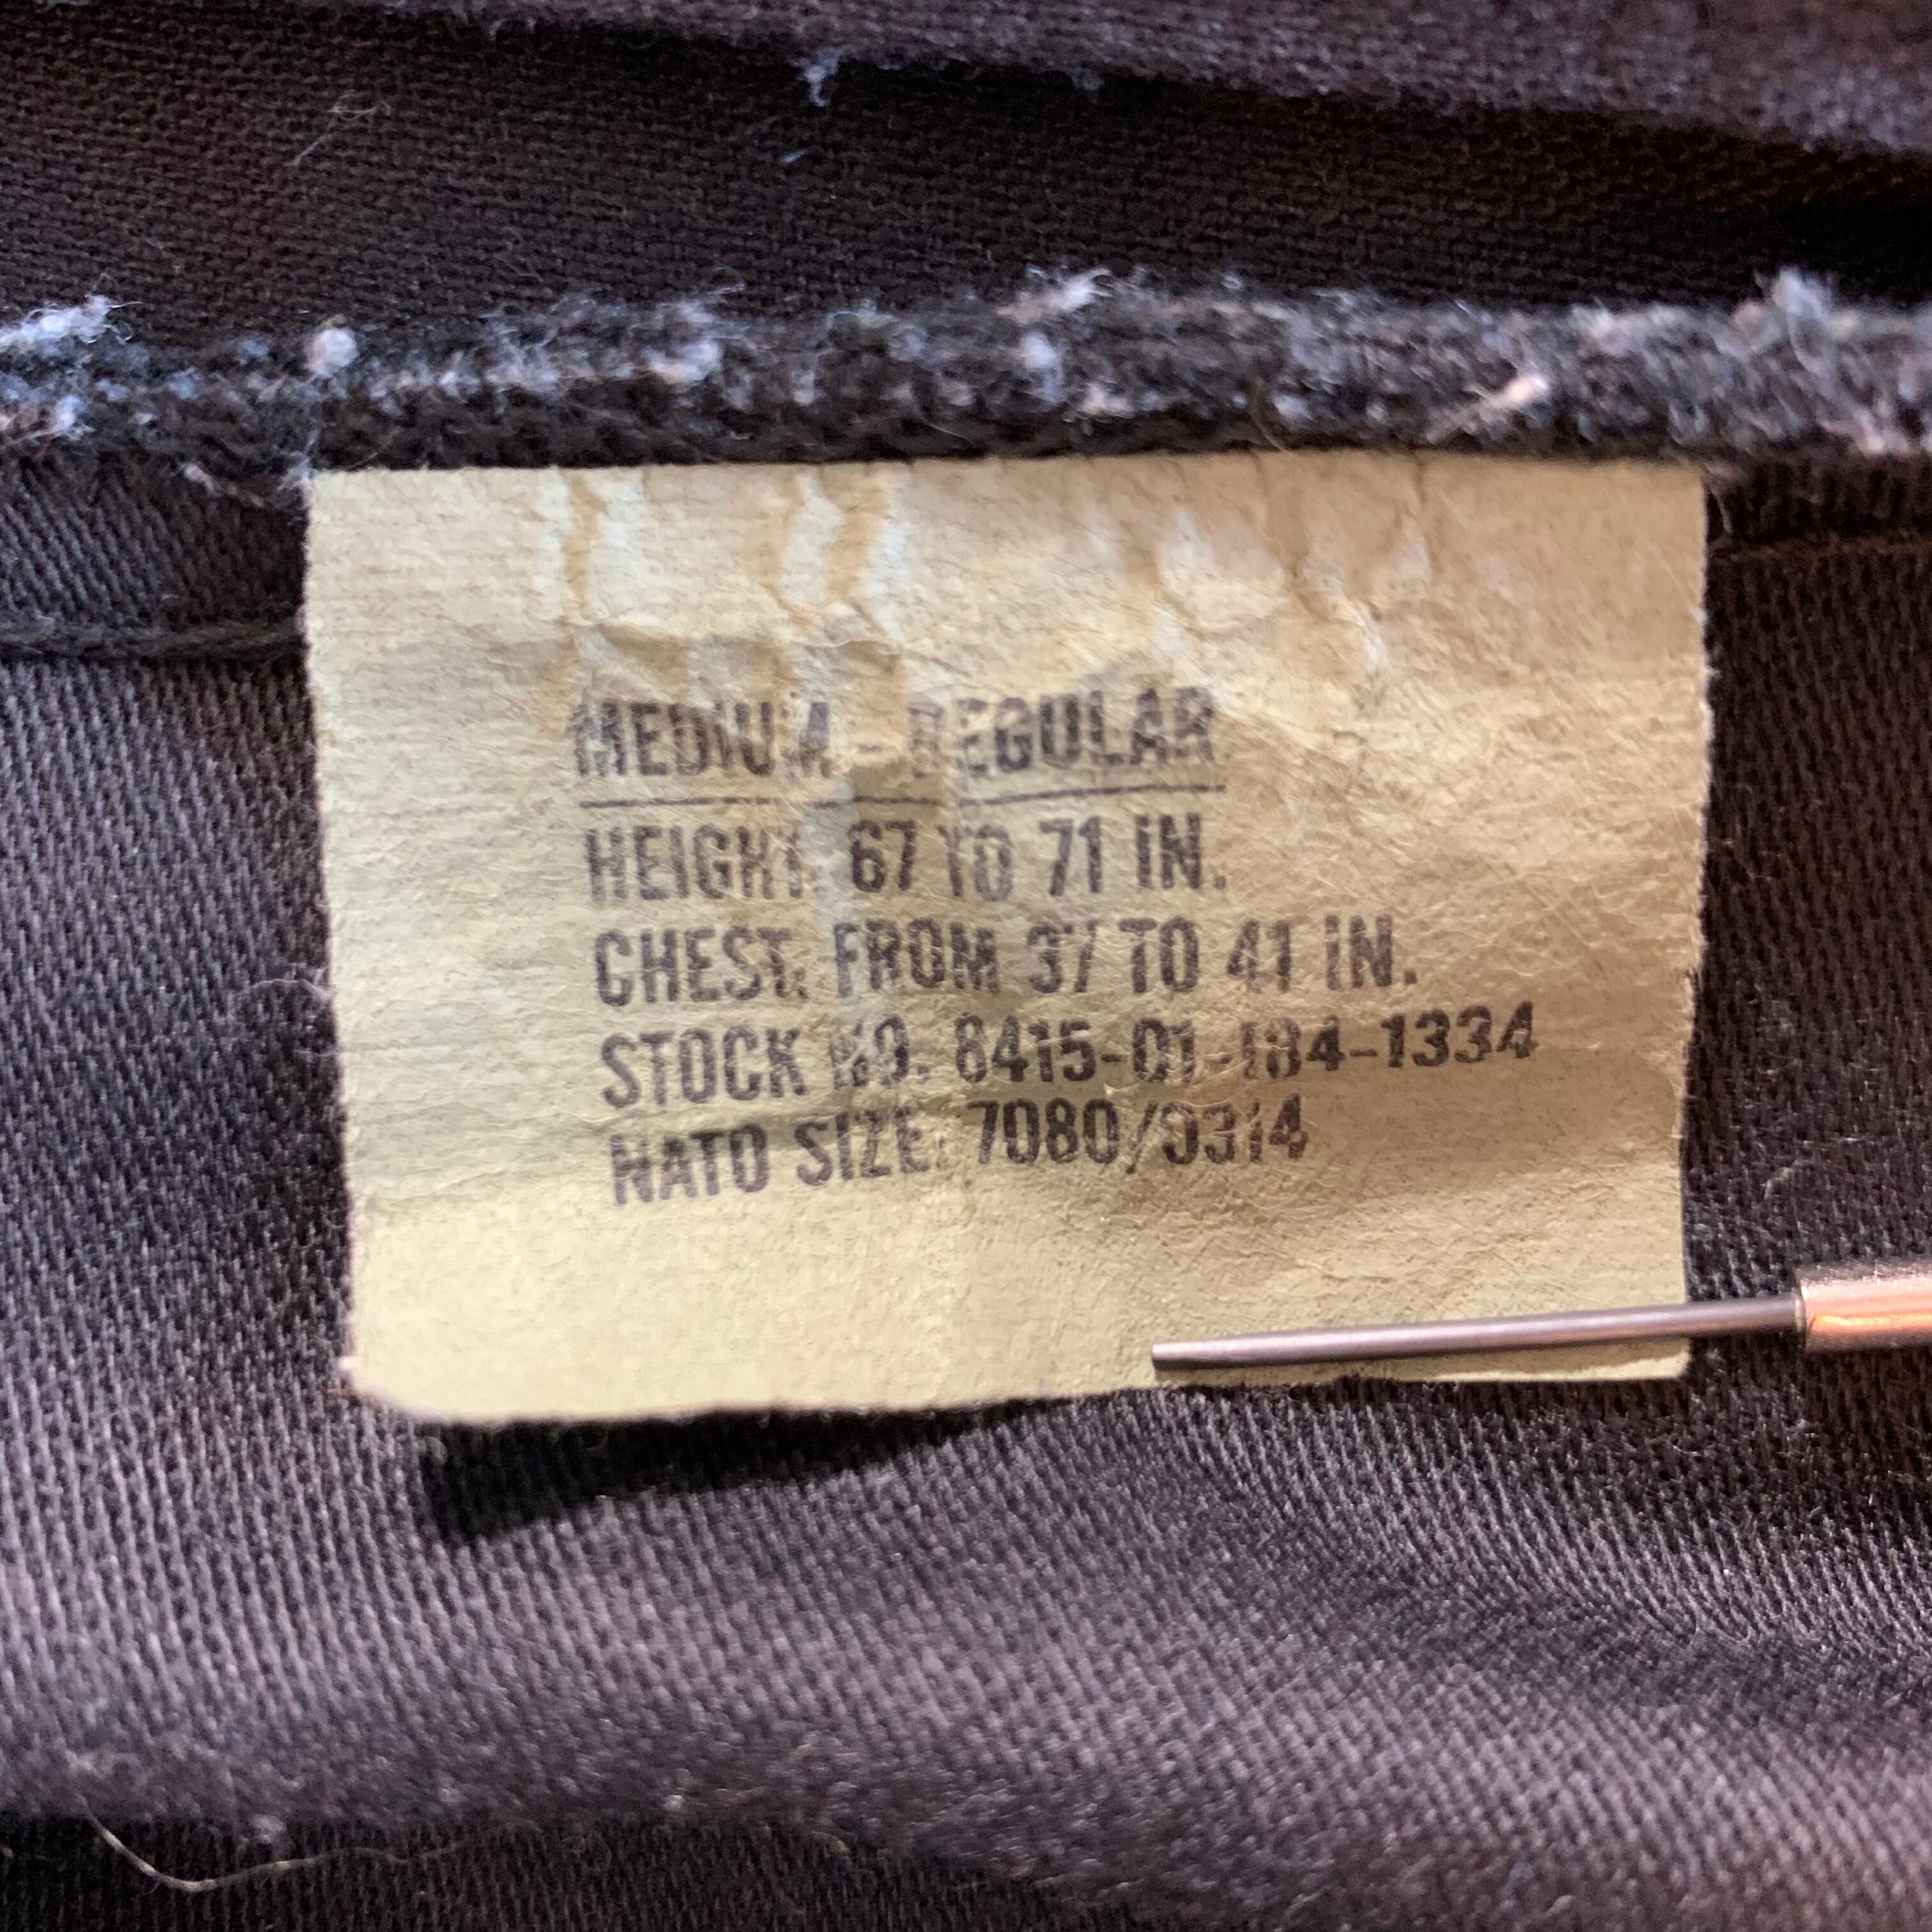 MEDIUM - REGULAR
HEIGHT: 67 TO 71 IN.
CHEST: FROM 37 TO 41 IN.
STOCK NO. 8415-01-184-1334
NATO SIZE: 7080/9314